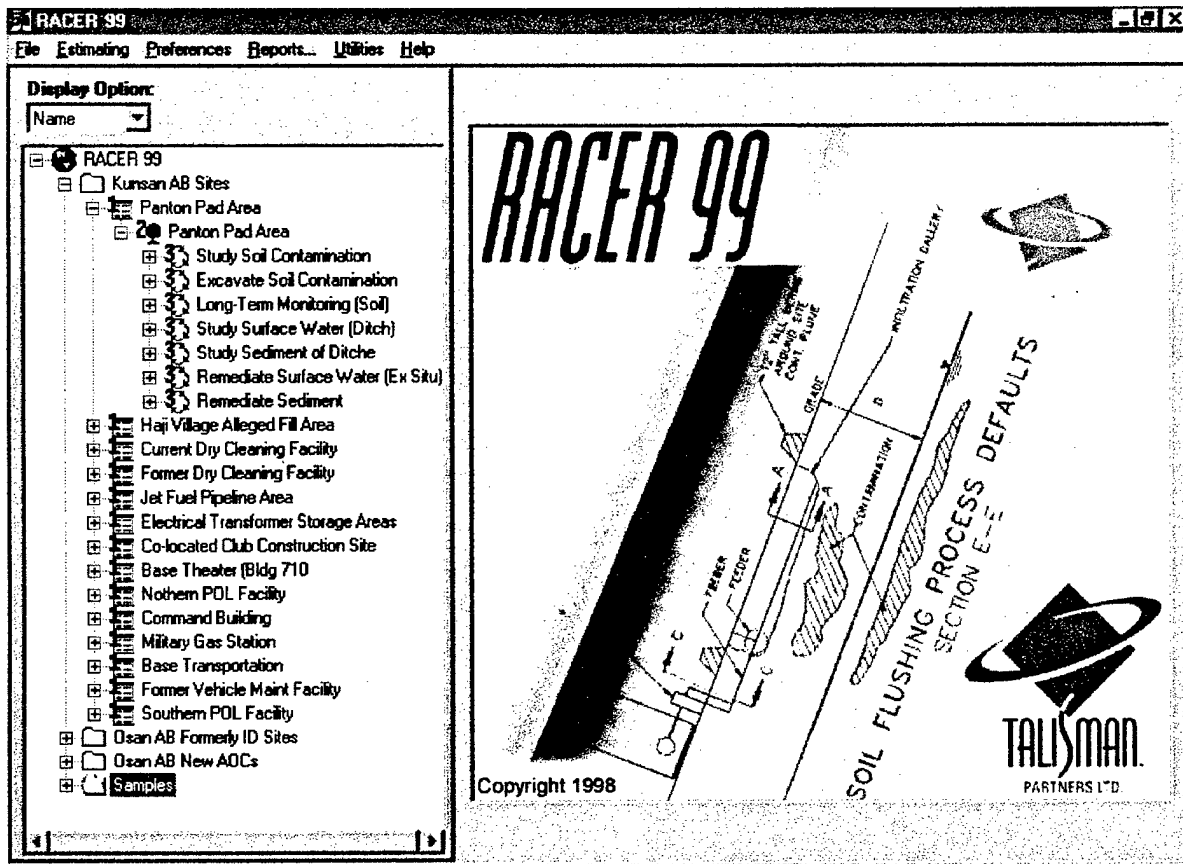 RACER 99
File Estimating Preferences Reports... Utilities Help
Display Option:
Name
RACER 99
Kunsan AB Sites
Panton Pad Area
Panton Pad Area
Study Soil Contamination
Excavate Soil Contamination
Long-Term Monitoring (Soil)
Study Surface Water (Ditch)
Study Sediment of Ditche
Remediate Surface Water (Ex Situ)
Remediate Sediment
Haji Village Alleged Fill Area
Current Dry Cleaning Facility
Former Dry Cleaning Facility
Jet Fuel Pipeline Area
Electrical Transformer Storage Areas
Co-located Club Construction Site
Base Theater (Bldg 710
Nothern POL Facility
Command Building
Military Gas Station
Base Transportation
Former Vehicle Maint Facility
Southern POL Facility
Osan AB Formerly ID Sites
Osan AB New AOCs
Samples
RACER 99
INFILTRATION GALLERY
AROUND SITE
CONT. PLUME
GRADE
B
A
A
CONTAMINATION
FEEDER
C
C
SOIL FLUSHING PROCESS DEFAULTS
SECTION E-E
Copyright 1998
TALISMAN
PARTNERS LTD.